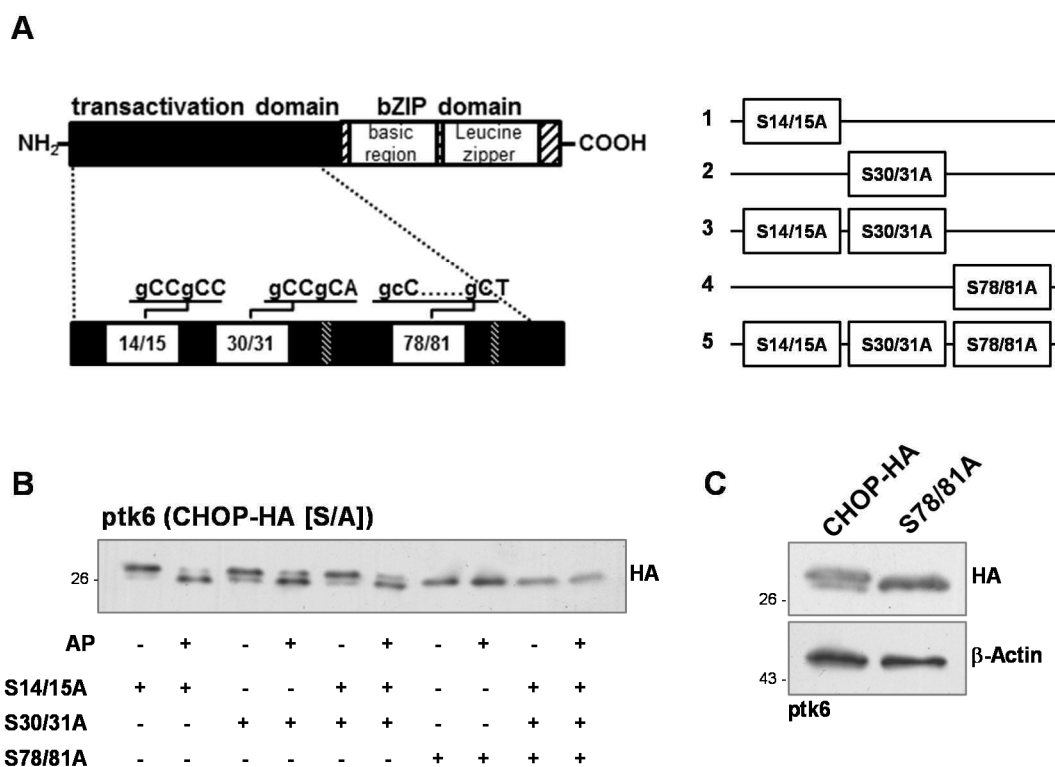 A
transactivation domain bZIP domain
NH2 basic region Leucine zipper COOH
gCCgCC gCCgCA gcC......gCT
14/15 30/31 78/81
1 S14/15A
2 S30/31A
3 S14/15A S30/31A
4 S78/81A
5 S14/15A S30/31A S78/81A
B
ptk6 (CHOP-HA [S/A])
26 - HA
AP - + - + - + - + - +
S14/15A + + - - + + - - + +
S30/31A - - + + + + - - + +
S78/81A - - - - - - + + + +
C
CHOP-HA S78/81A
26 - HA
43 - β-Actin
ptk6